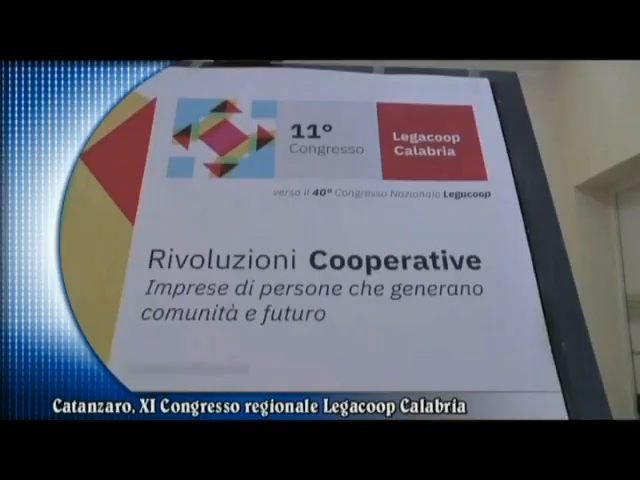 11°
Congresso
Legacoop
Calabria
verso il 40° Congresso Nazionale Legacoop
Rivoluzioni Cooperative
Imprese di persone che generano
comunità e futuro
Catanzaro, XI Congresso regionale Legacoop Calabria